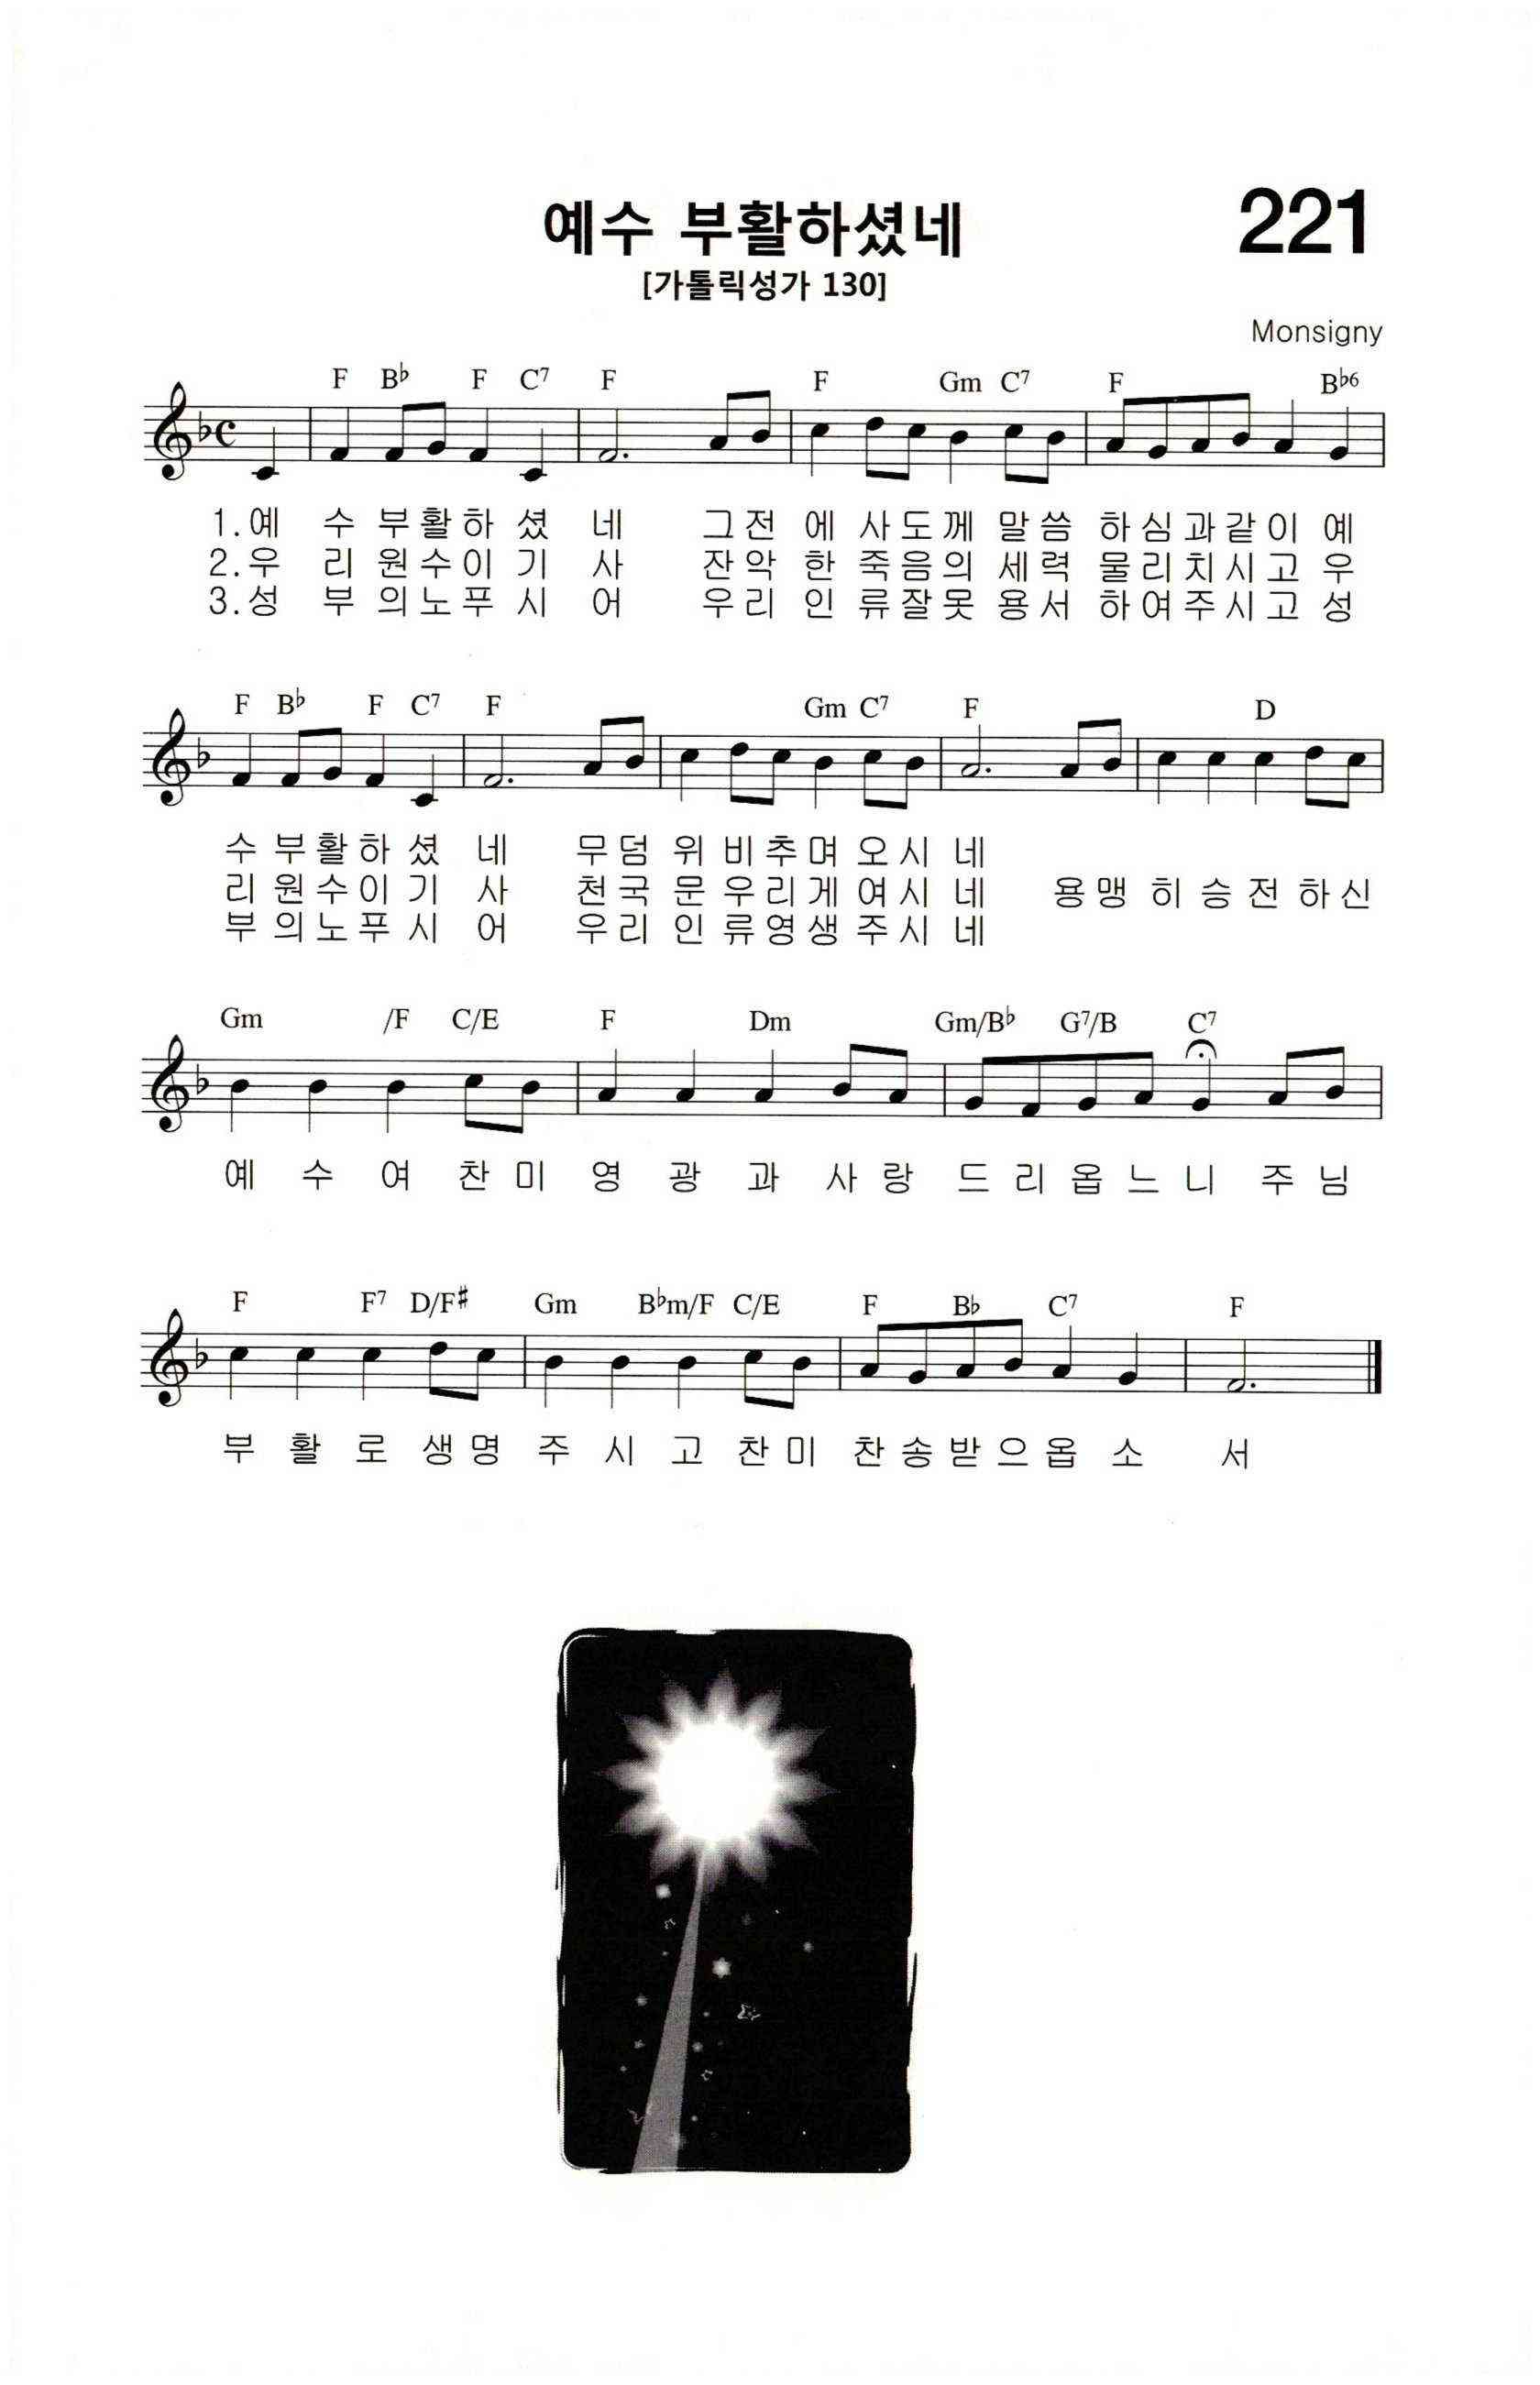 예수 부활하셨네
221
[가톨릭성가 130]
Monsigny
F B♭ F C7 F F Gm C7 F B♭6
1.예 수 부활하 셨 네 그전 에 사도께 말씀 하심과같이 예
2.우 리 원수이 기 사 잔악 한 죽음의 세력 물리치시고 우
3.성 부 의노푸 시 어 우리 인 류잘못 용서 하여주시고 성
F B♭ F C7 F Gm C7 F D
수 부활하 셨 네 무덤 위 비추며 오시 네
리 원수이 기 사 천국 문 우리게 여시 네 용맹 히 승 전 하신
부 의노푸 시 어 우리 인 류영생 주시 네
Gm /F C/E F Dm Gm/B♭ G7/B C7
예 수 여 찬미 영 광 과 사랑 드리옵느니 주님
F F7 D/F♯ Gm B♭m/F C/E F B♭ C7 F
부 활 로 생명 주 시 고 찬미 찬송받으옵 소 서